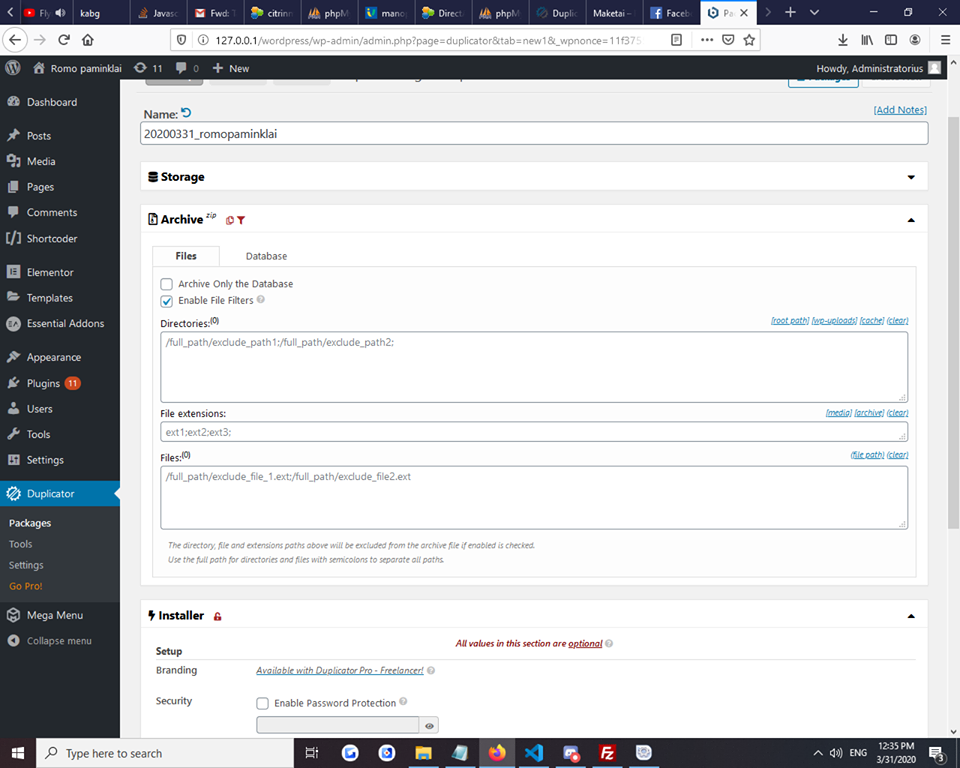 Fly
kabg
Javasc
Fwd: T
citrinn
phpM
mano
Direct
phpM
Duplic
Maketai –
Faceb
Pa
127.0.0.1/wordpress/wp-admin/admin.php?page=duplicator&tab=new1&_wpnonce=11f375
Romo paminklai
11
0
New
Howdy, Administratorius
Dashboard
Posts
Media
Pages
Comments
Shortcoder
Elementor
Templates
Essential Addons
Appearance
Plugins 11
Users
Tools
Settings
Duplicator
Packages
Tools
Settings
Go Pro!
Mega Menu
Collapse menu
Name:
[Add Notes]
20200331_romopaminklai
Storage
Archive zip
Files
Database
Archive Only the Database
Enable File Filters
Directories:(0)
[root path] [wp-uploads] [cache] (clear)
/full_path/exclude_path1;/full_path/exclude_path2;
File extensions:
[media] [archive] (clear)
ext1;ext2;ext3;
Files:(0)
(file path) (clear)
/full_path/exclude_file_1.ext;/full_path/exclude_file2.ext
The directory, file and extensions paths above will be excluded from the archive file if enabled is checked.
Use the full path for directories and files with semicolons to separate all paths.
Installer
All values in this section are optional
Setup
Branding
Available with Duplicator Pro - Freelancer!
Security
Enable Password Protection
Type here to search
ENG
12:35 PM
3/31/2020
3